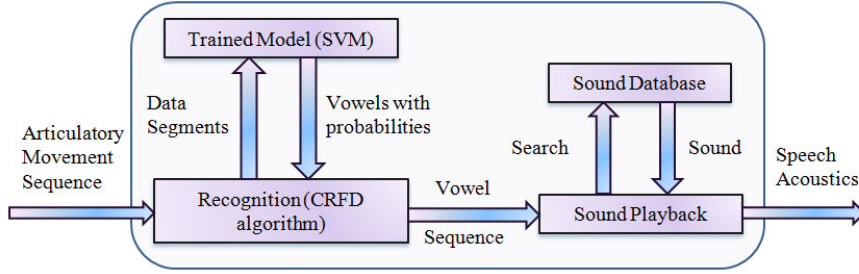 Trained Model (SVM)
Data
Segments
Vowels with
probabilities
Sound Database
Articulatory
Movement
Sequence
Search
Sound
Speech
Acoustics
Recognition (CRFD
algorithm)
Vowel
Sequence
Sound Playback